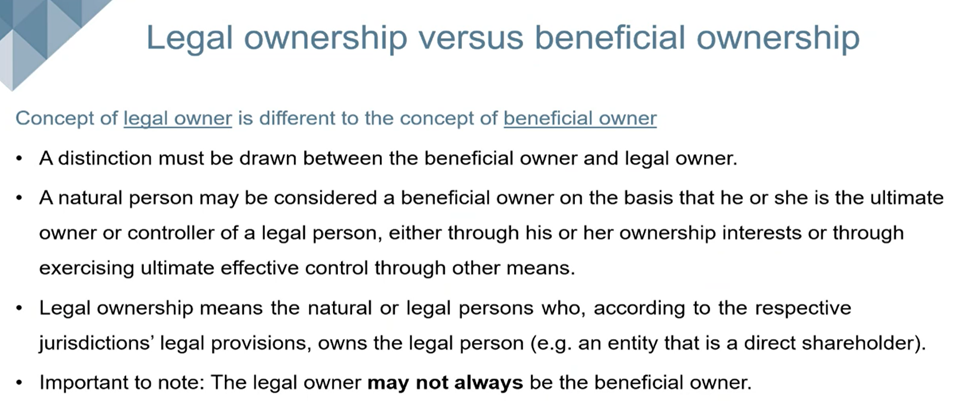 Legal ownership versus beneficial ownership
Concept of legal owner is different to the concept of beneficial owner
• A distinction must be drawn between the beneficial owner and legal owner.
• A natural person may be considered a beneficial owner on the basis that he or she is the ultimate
owner or controller of a legal person, either through his or her ownership interests or through
exercising ultimate effective control through other means.
• Legal ownership means the natural or legal persons who, according to the respective
jurisdictions’ legal provisions, owns the legal person (e.g. an entity that is a direct shareholder).
• Important to note: The legal owner may not always be the beneficial owner.